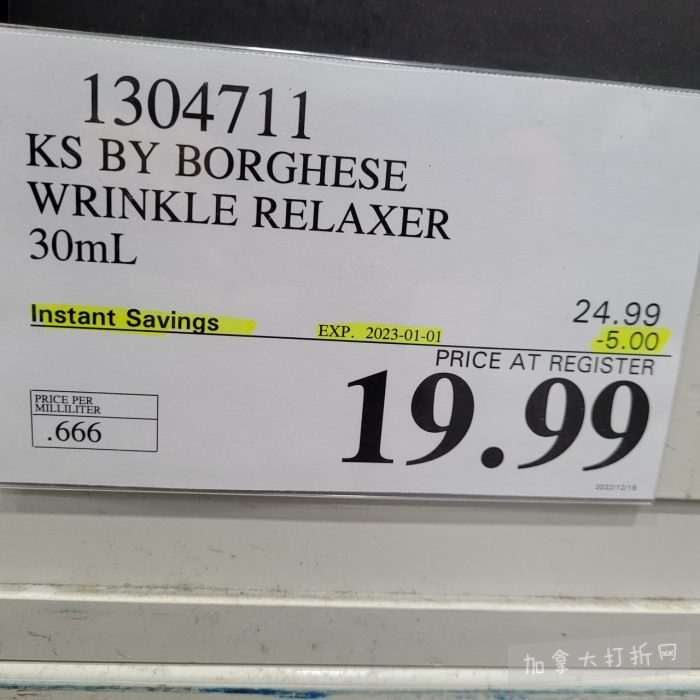 1304711
KS BY BORGHESE
WRINKLE RELAXER
30mL
24.99
Instant Savings EXP. 2023-01-01 -5.00
PRICE AT REGISTER
19.99
PRICE PER
MILLILITER
.666
2022/12/18
加拿大打折网